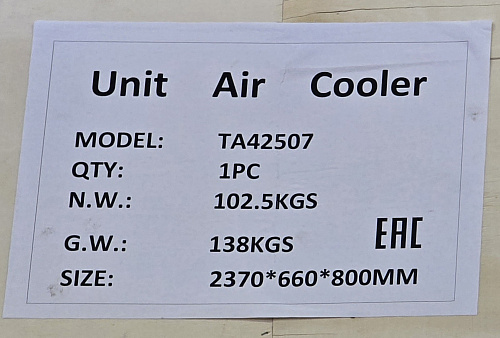 Unit Air Cooler
MODEL: TA42507
QTY: 1PC
N.W.: 102.5KGS
G.W.: 138KGS
EAC
SIZE: 2370*660*800MM